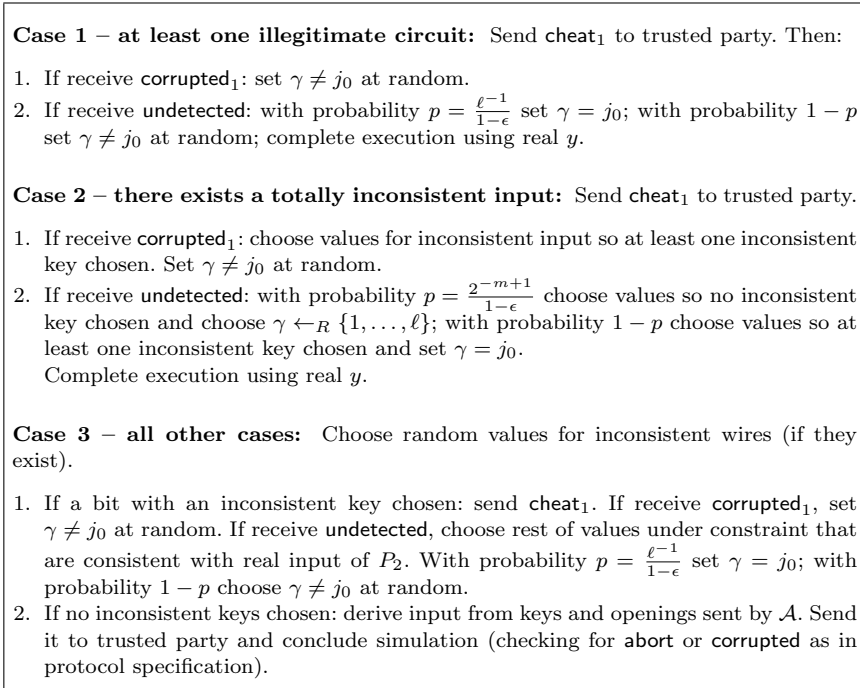 Case 1 – at least one illegitimate circuit: Send cheat₁ to trusted party. Then:
1. If receive corrupted₁: set γ ≠ j₀ at random.
2. If receive undetected: with probability p = ℓ⁻¹/(1−ϵ) set γ = j₀; with probability 1 − p
set γ ≠ j₀ at random; complete execution using real y.
Case 2 – there exists a totally inconsistent input: Send cheat₁ to trusted party.
1. If receive corrupted₁: choose values for inconsistent input so at least one inconsistent
key chosen. Set γ ≠ j₀ at random.
2. If receive undetected: with probability p = 2⁻ᵐ⁺¹/(1−ϵ) choose values so no inconsistent
key chosen and choose γ ←_R {1, . . . , ℓ}; with probability 1 − p choose values so at
least one inconsistent key chosen and set γ = j₀.
Complete execution using real y.
Case 3 – all other cases: Choose random values for inconsistent wires (if they
exist).
1. If a bit with an inconsistent key chosen: send cheat₁. If receive corrupted₁, set
γ ≠ j₀ at random. If receive undetected, choose rest of values under constraint that
are consistent with real input of P₂. With probability p = ℓ⁻¹/(1−ϵ) set γ = j₀; with
probability 1 − p choose γ ≠ j₀ at random.
2. If no inconsistent keys chosen: derive input from keys and openings sent by 𝒜. Send
it to trusted party and conclude simulation (checking for abort or corrupted as in
protocol specification).